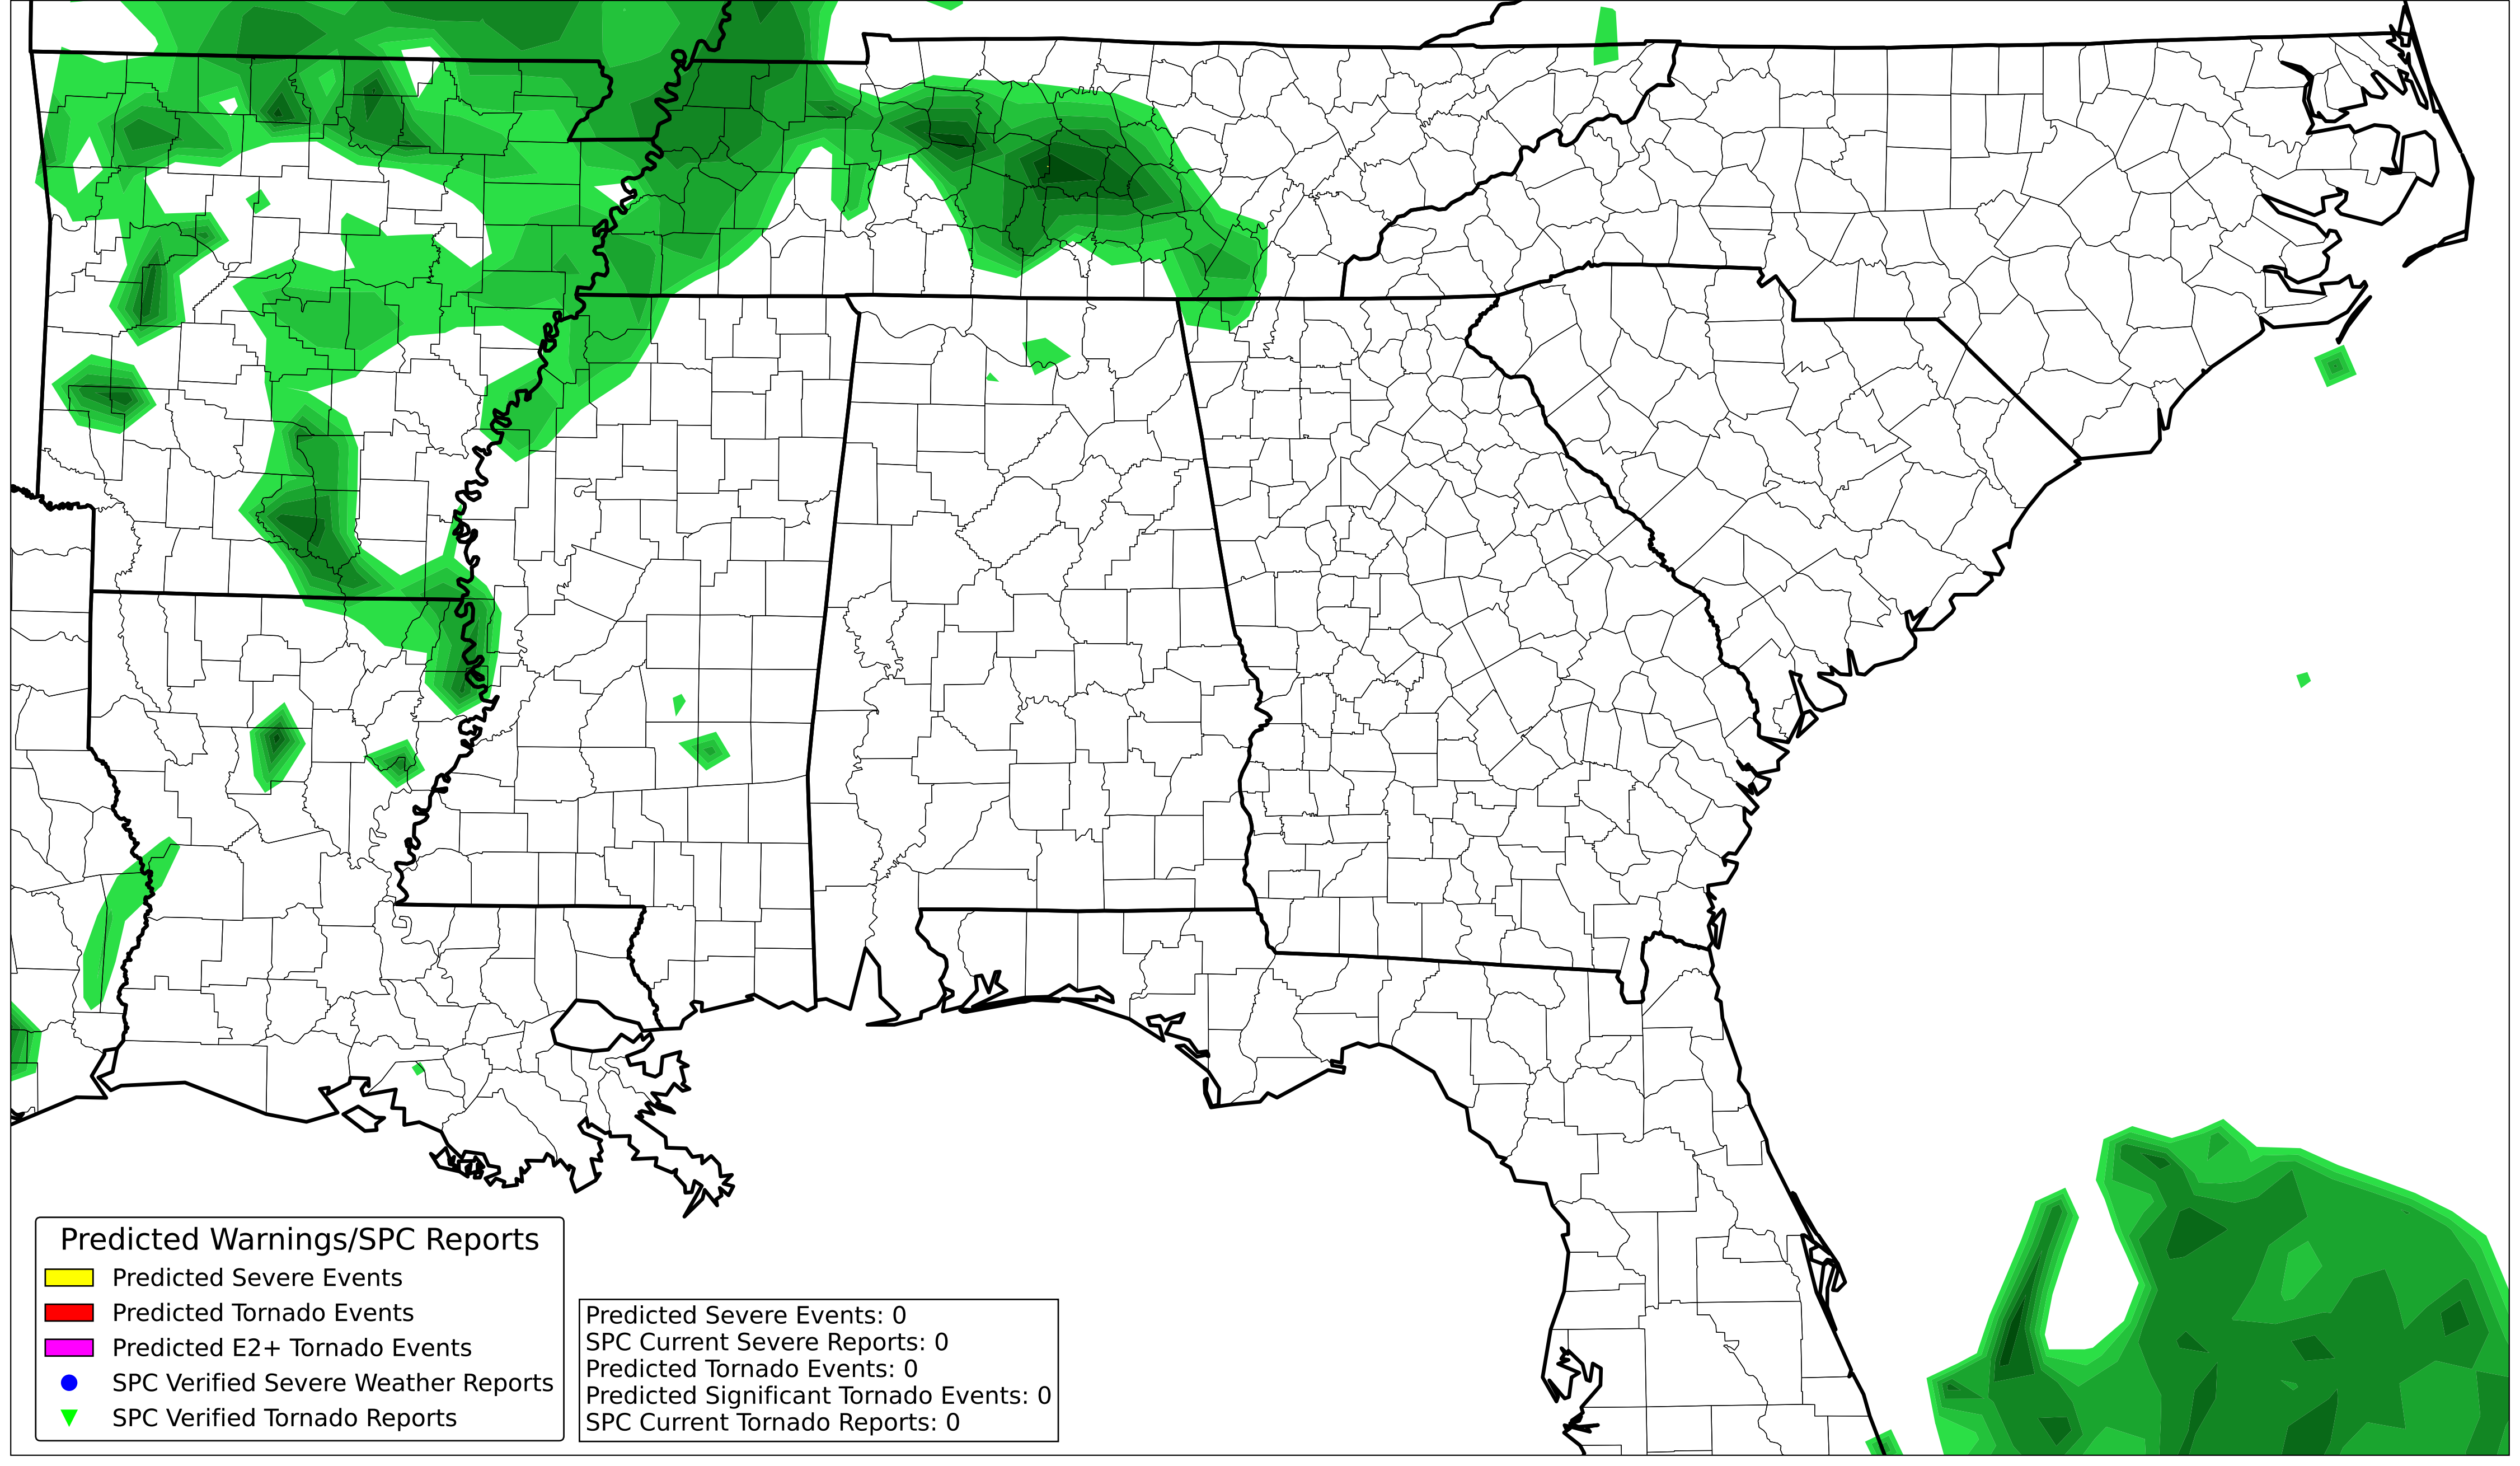 Predicted Warnings/SPC Reports
Predicted Severe Events
Predicted Tornado Events
Predicted E2+ Tornado Events
SPC Verified Severe Weather Reports
SPC Verified Tornado Reports
Predicted Severe Events: 0
SPC Current Severe Reports: 0
Predicted Tornado Events: 0
Predicted Significant Tornado Events: 0
SPC Current Tornado Reports: 0